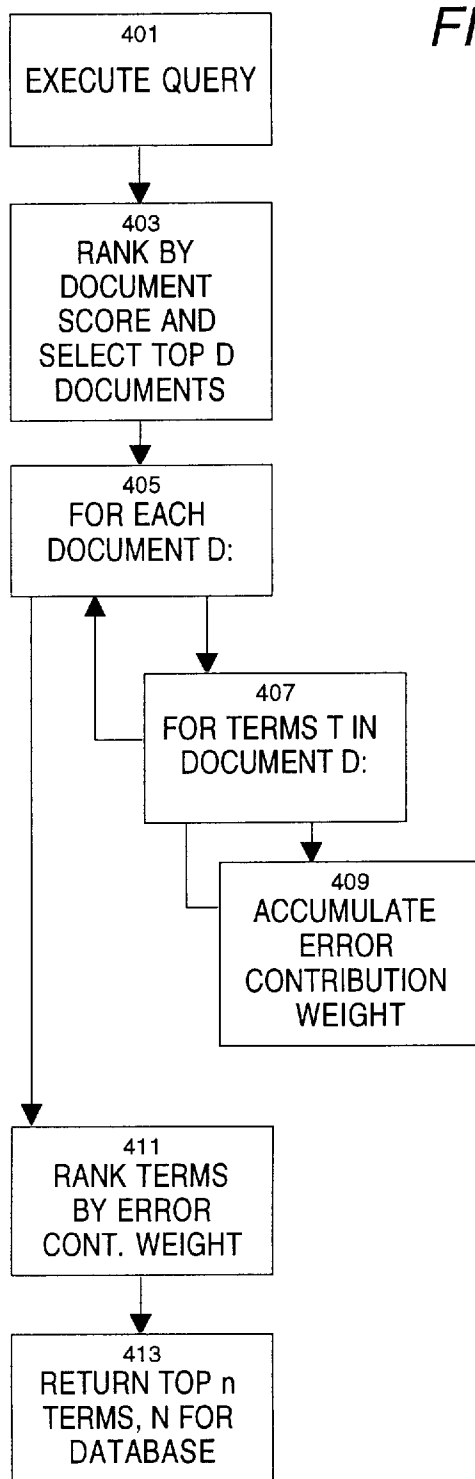 FI
401
EXECUTE QUERY
403
RANK BY
DOCUMENT
SCORE AND
SELECT TOP D
DOCUMENTS
405
FOR EACH
DOCUMENT D:
407
FOR TERMS T IN
DOCUMENT D:
409
ACCUMULATE
ERROR
CONTRIBUTION
WEIGHT
411
RANK TERMS
BY ERROR
CONT. WEIGHT
413
RETURN TOP n
TERMS, N FOR
DATABASE